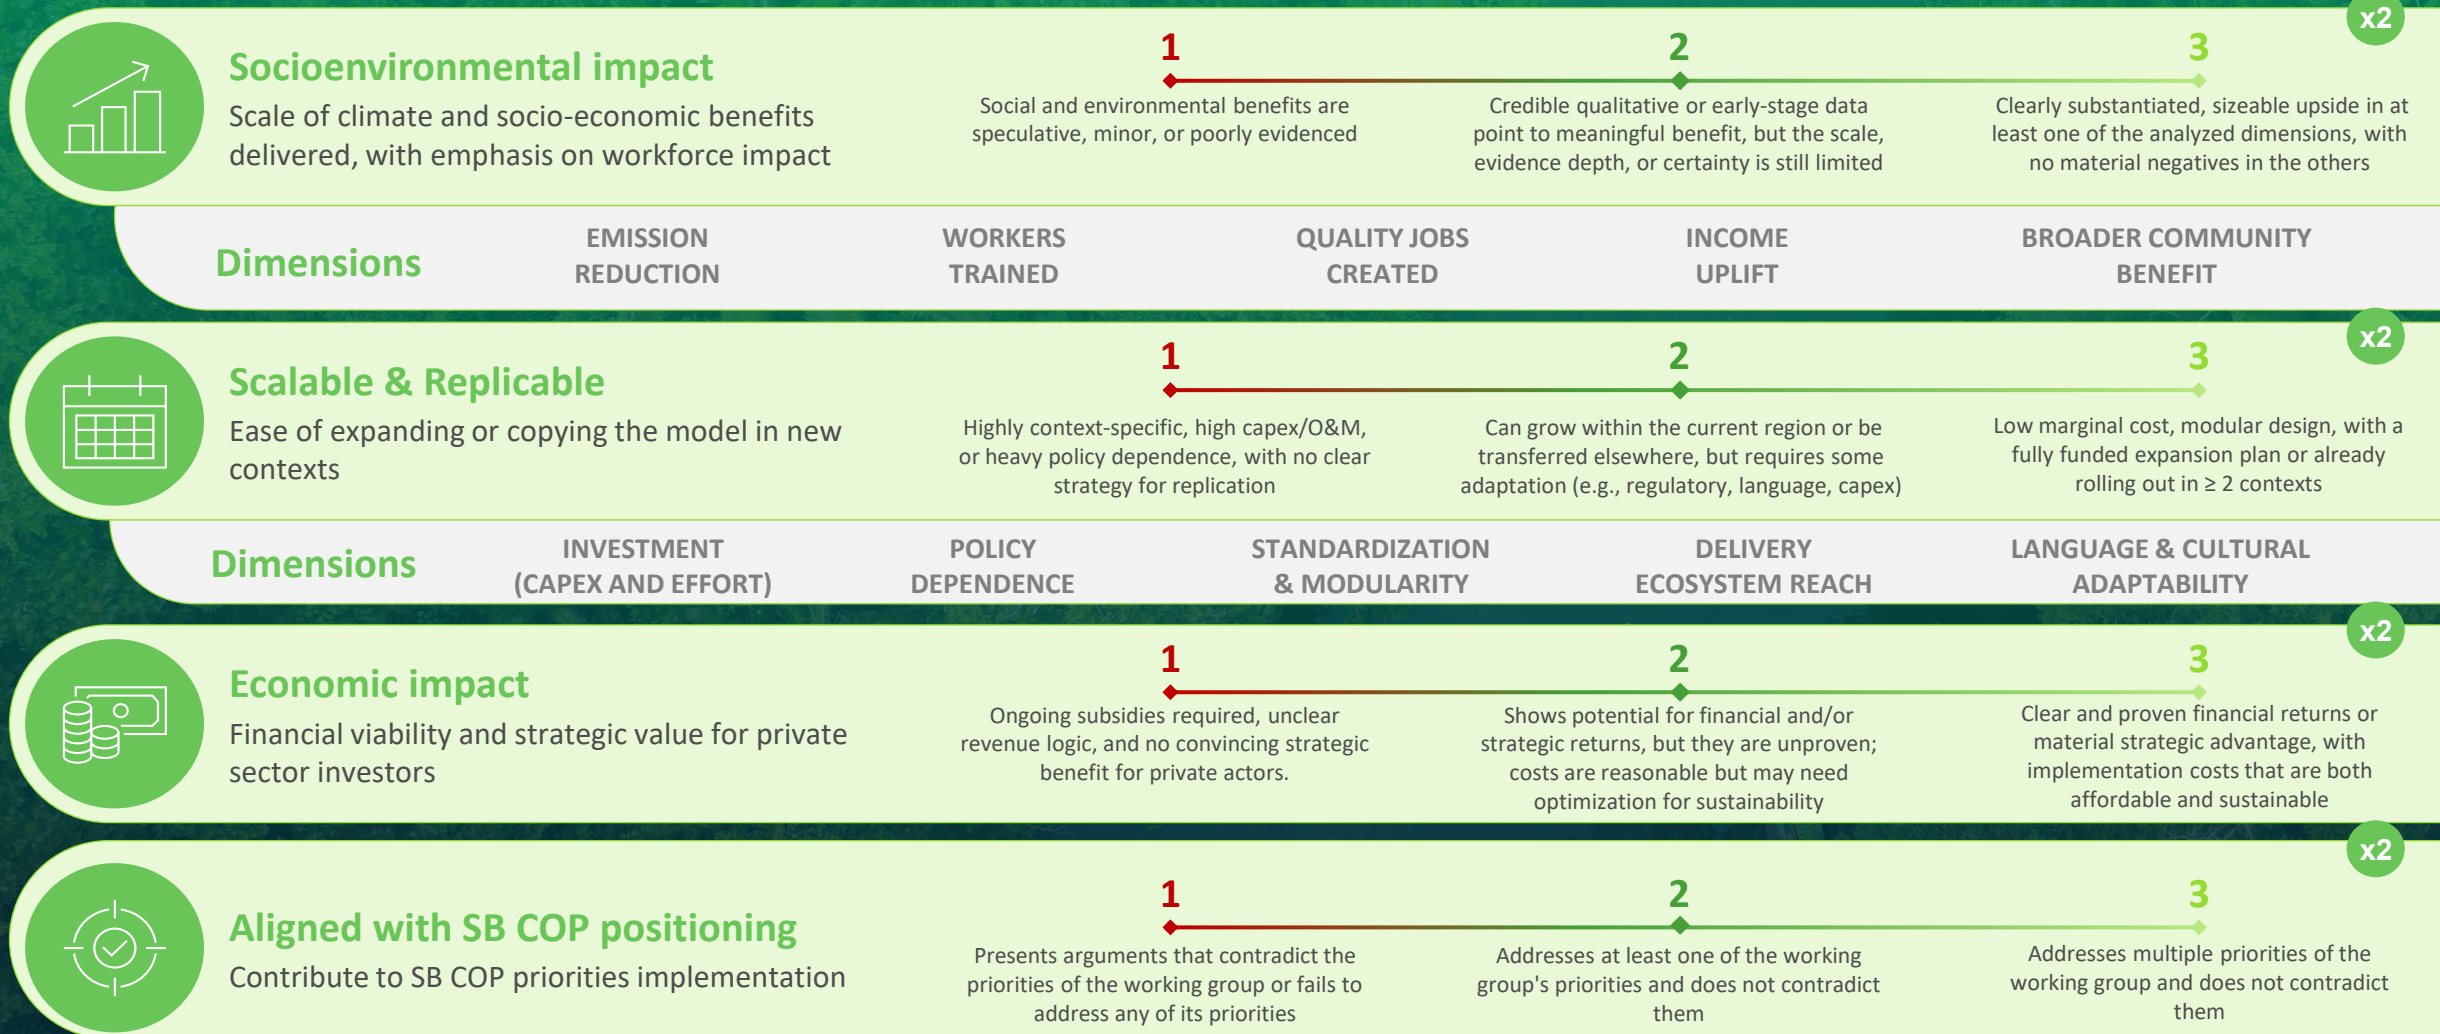 x2
Socioenvironmental impact
Scale of climate and socio-economic benefits
delivered, with emphasis on workforce impact
1
Social and environmental benefits are
speculative, minor, or poorly evidenced
2
Credible qualitative or early-stage data
point to meaningful benefit, but the scale,
evidence depth, or certainty is still limited
3
Clearly substantiated, sizeable upside in at
least one of the analyzed dimensions, with
no material negatives in the others
Dimensions
EMISSION
REDUCTION
WORKERS
TRAINED
QUALITY JOBS
CREATED
INCOME
UPLIFT
BROADER COMMUNITY
BENEFIT
x2
Scalable & Replicable
Ease of expanding or copying the model in new
contexts
1
Highly context-specific, high capex/O&M,
or heavy policy dependence, with no clear
strategy for replication
2
Can grow within the current region or be
transferred elsewhere, but requires some
adaptation (e.g., regulatory, language, capex)
3
Low marginal cost, modular design, with a
fully funded expansion plan or already
rolling out in ≥ 2 contexts
Dimensions
INVESTMENT
(CAPEX AND EFFORT)
POLICY
DEPENDENCE
STANDARDIZATION
& MODULARITY
DELIVERY
ECOSYSTEM REACH
LANGUAGE & CULTURAL
ADAPTABILITY
x2
Economic impact
Financial viability and strategic value for private
sector investors
1
Ongoing subsidies required, unclear
revenue logic, and no convincing strategic
benefit for private actors.
2
Shows potential for financial and/or
strategic returns, but they are unproven;
costs are reasonable but may need
optimization for sustainability
3
Clear and proven financial returns or
material strategic advantage, with
implementation costs that are both
affordable and sustainable
x2
Aligned with SB COP positioning
Contribute to SB COP priorities implementation
1
Presents arguments that contradict the
priorities of the working group or fails to
address any of its priorities
2
Addresses at least one of the working
group's priorities and does not contradict
them
3
Addresses multiple priorities of the
working group and does not contradict
them